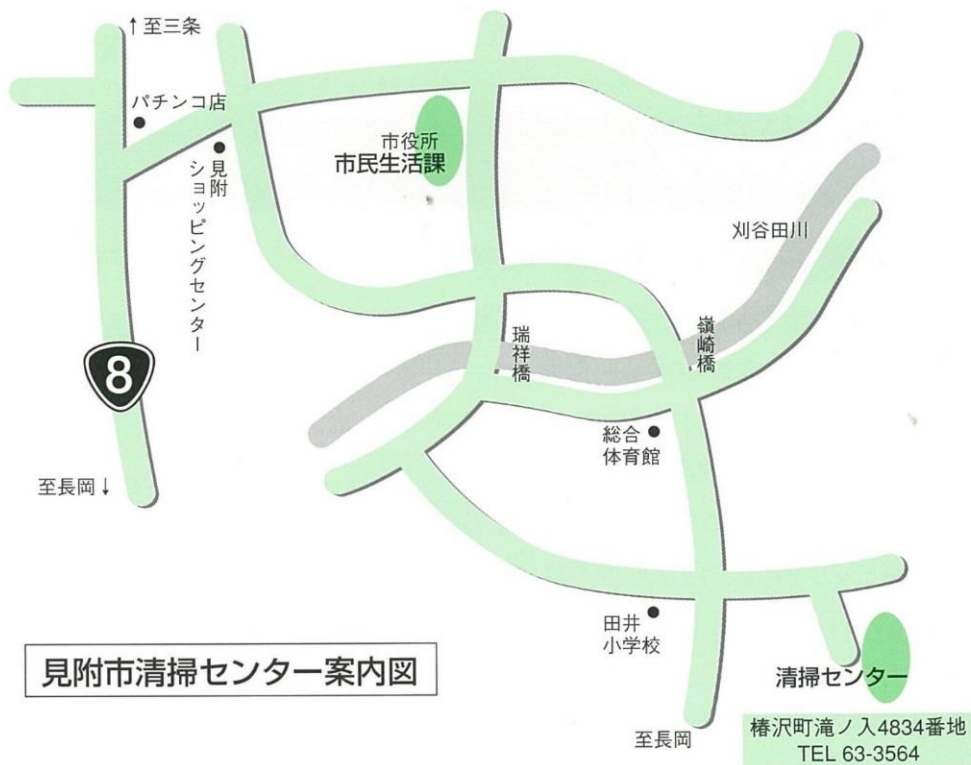 ↑至三条
パチンコ店
市役所
市民生活課
見附
ショッピングセンター
刈谷田川
瑞祥橋
嶺崎橋
8
総合
体育館
至長岡↓
田井
小学校
見附市清掃センター案内図
清掃センター
至長岡
椿沢町滝ノ入4834番地
TEL 63-3564